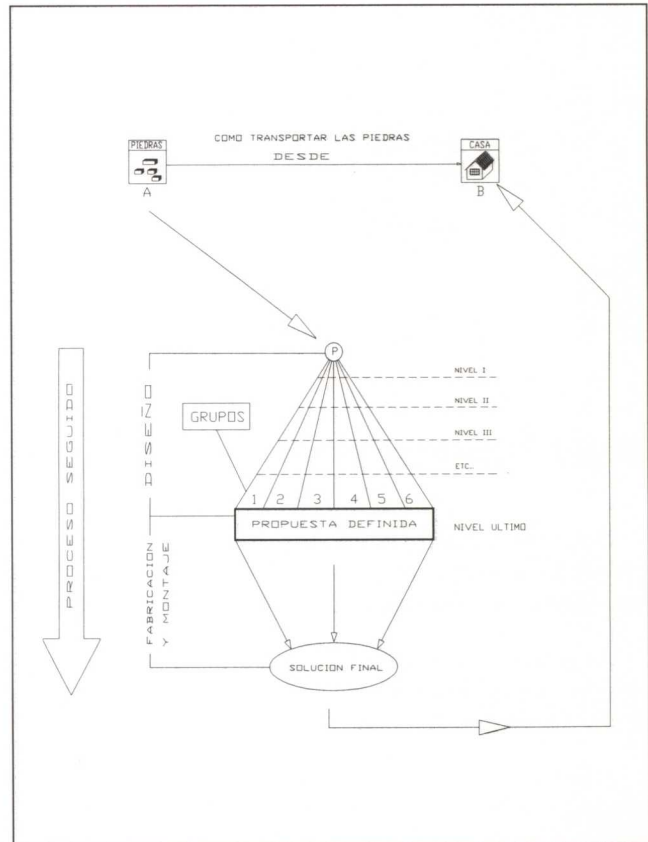 PIEDRAS
COMO TRANSPORTAR LAS PIEDRAS
DESDE
CASA
A
B
P
NIVEL I
NIVEL II
NIVEL III
ETC...
PROCESO SEGUIDO
DISEÑO
GRUPOS
1 2 3 4 5 6
PROPUESTA DEFINIDA
NIVEL ULTIMO
FABRICACION
Y MONTAJE
SOLUCION FINAL